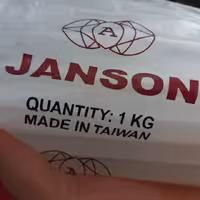 A
JANSON
QUANTITY: 1 KG
MADE IN TAIWAN